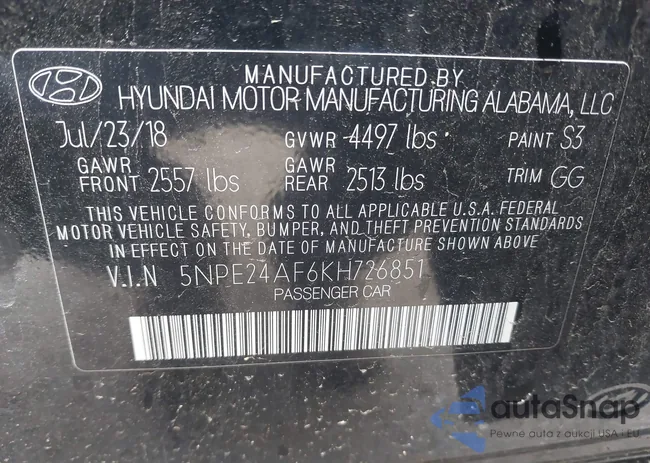 MANUFACTURED BY
HYUNDAI MOTOR MANUFACTURING ALABAMA, LLC
Jul/23/18 GVWR 4497 lbs PAINT S3
GAWR FRONT 2557 lbs GAWR REAR 2513 lbs TRIM GG
THIS VEHICLE CONFORMS TO ALL APPLICABLE U.S.A. FEDERAL
MOTOR VEHICLE SAFETY, BUMPER, AND THEFT PREVENTION STANDARDS
IN EFFECT ON THE DATE OF MANUFACTURE SHOWN ABOVE
V.I.N 5NPE24AF6KH726851
PASSENGER CAR
autaSnap
Pewne auta z aukcji USA - EU